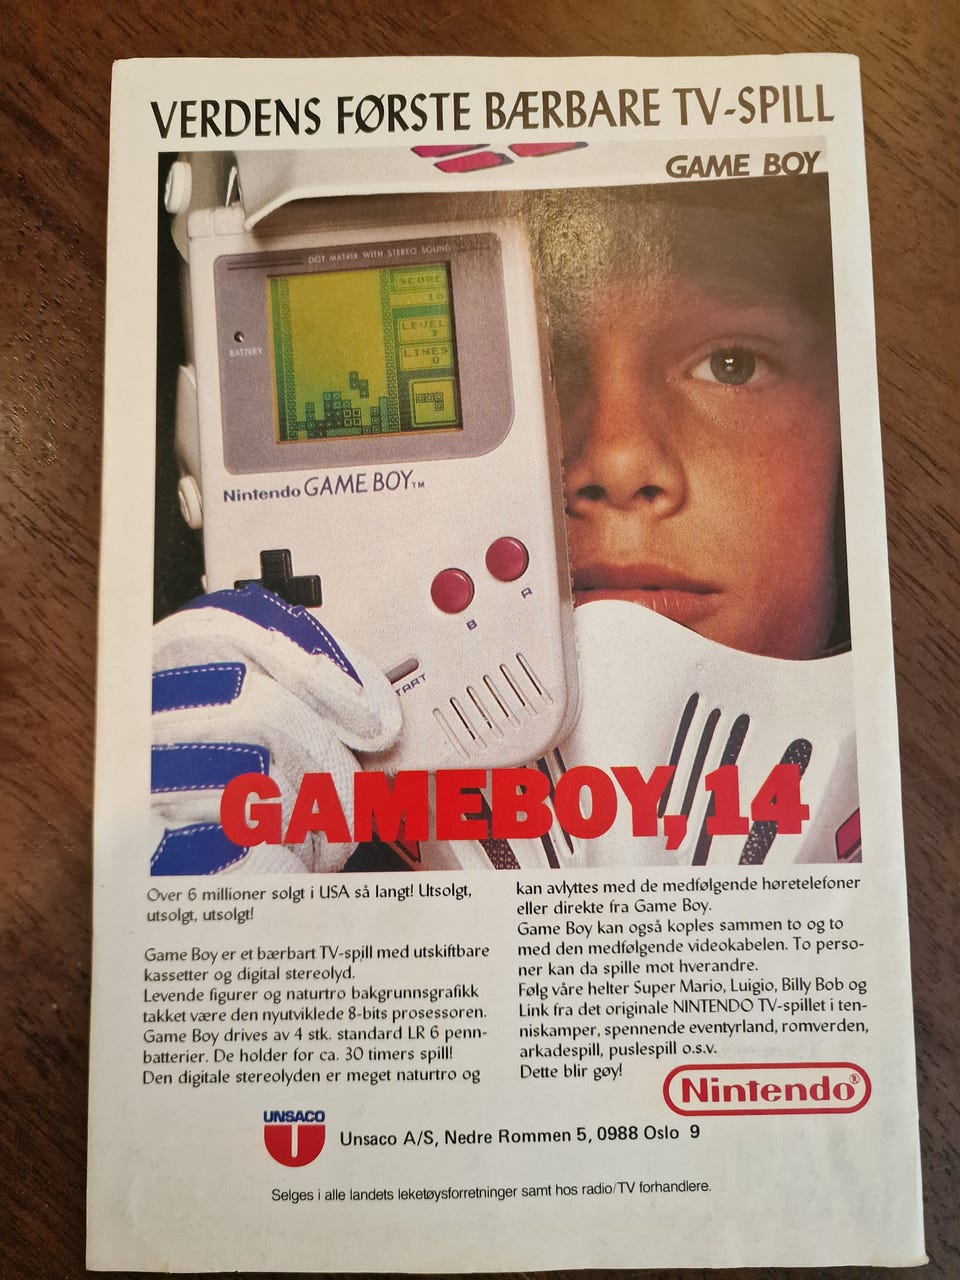 VERDENS FØRSTE BÆRBARE TV-SPILL
GAME BOY
DOT MATRIX WITH STEREO SOUND
SCORE
16
LEVEL
3
LINES
0
BATTERY
Nintendo GAME BOY™
B
A
TART
GAMEBOY, 14
Over 6 millioner solgt i USA så langt! Utsolgt,
utsolgt, utsolgt!
Game Boy er et bærbart TV-spill med utskiftbare
kassetter og digital stereolyd.
Levende figurer og naturtro bakgrunnsgrafikk
takket være den nyutviklede 8-bits prosessoren.
Game Boy drives av 4 stk. standard LR 6 penn-
batterier. De holder for ca. 30 timers spill!
Den digitale stereolyden er meget naturtro og
kan avlyttes med de medfølgende høretelefoner
eller direkte fra Game Boy.
Game Boy kan også koples sammen to og to
med den medfølgende videokabelen. To perso-
ner kan da spille mot hverandre.
Følg våre helter Super Mario, Luigio, Billy Bob og
Link fra det originale NINTENDO TV-spillet i ten-
niskamper, spennende eventyrland, romverden,
arkadespill, puslespill o.s.v.
Dette blir gøy!
Nintendo®
UNSACO
Unsaco A/S, Nedre Rommen 5, 0988 Oslo 9
Selges i alle landets leketøysforretninger samt hos radio/TV forhandlere.